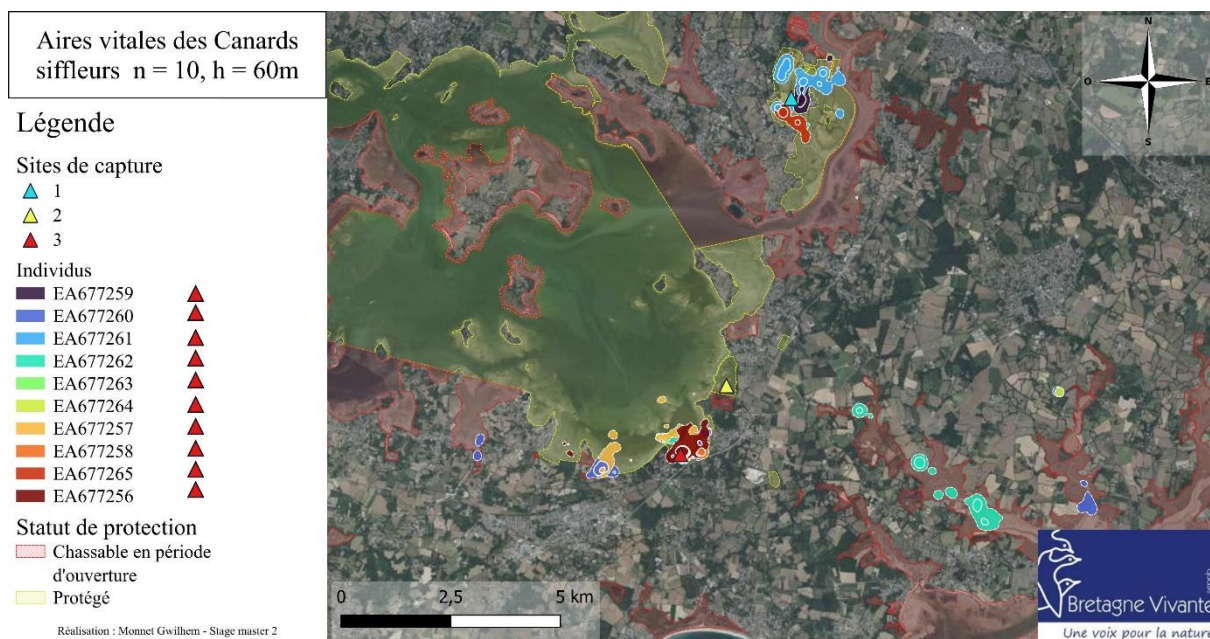 Aires vitales des Canards
siffleurs n = 10, h = 60m
Légende
Sites de capture
1
2
3
Individus
EA677259
EA677260
EA677261
EA677262
EA677263
EA677264
EA677257
EA677258
EA677265
EA677256
Statut de protection
Chassable en période
d'ouverture
Protégé
Réalisation : Monnet Gwilhem - Stage master 2
N
O
E
S
0
2,5
5 km
Bretagne Vivante
sepnb
Une voix pour la nature